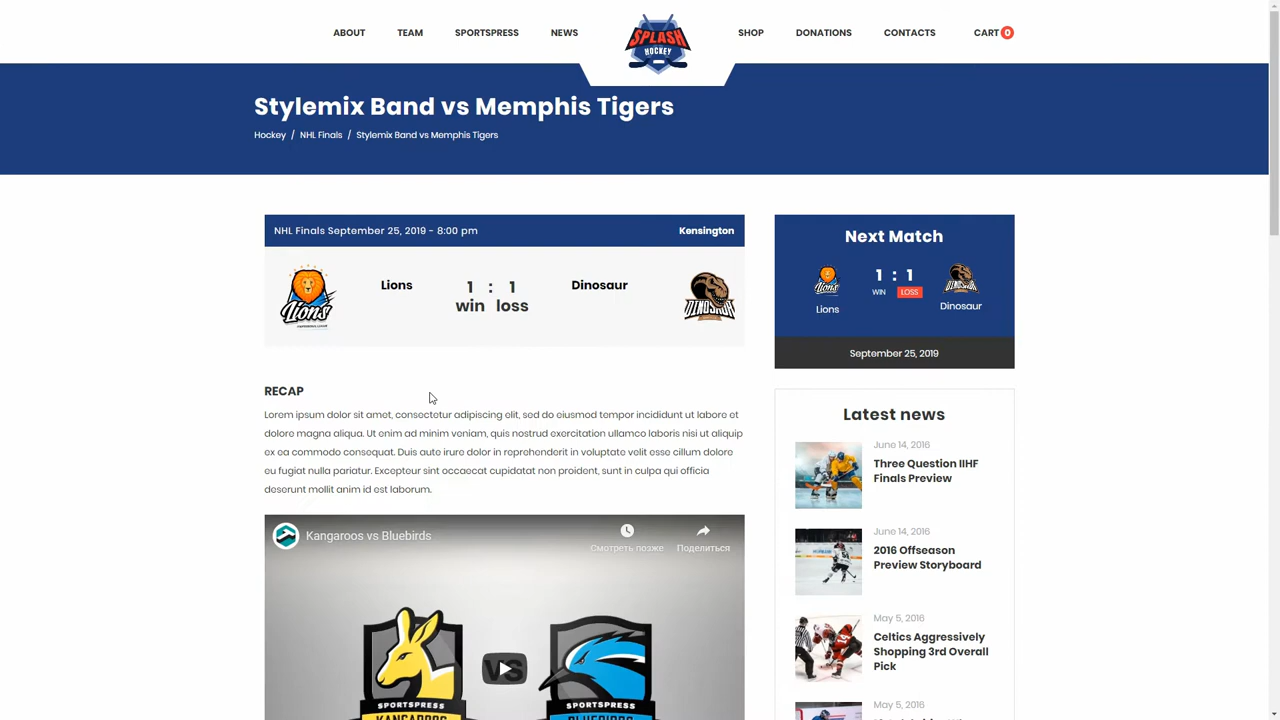 ABOUT TEAM SPORTSPRESS NEWS SPLASH HOCKEY SHOP DONATIONS CONTACTS CART 0
Stylemix Band vs Memphis Tigers
Hockey / NHL Finals / Stylemix Band vs Memphis Tigers
NHL Finals September 25, 2019 - 8:00 pm Kensington
Lions
Lions 1 : 1 Dinosaur
win loss
DINOSAUR
RECAP
Lorem ipsum dolor sit amet, consectetur adipiscing elit, sed do eiusmod tempor incididunt ut labore et
dolore magna aliqua. Ut enim ad minim veniam, quis nostrud exercitation ullamco laboris nisi ut aliquip
ex ea commodo consequat. Duis aute irure dolor in reprehenderit in voluptate velit esse cillum dolore
eu fugiat nulla pariatur. Excepteur sint occaecat cupidatat non proident, sunt in culpa qui officia
deserunt mollit anim id est laborum.
Kangaroos vs Bluebirds
Смотреть позже Поделиться
VS
SPORTSPRESS SPORTSPRESS
KANGAROOS BLUEBIRDS
Next Match
Lions 1 : 1 DINOSAUR
WIN LOSS
Lions Dinosaur
September 25, 2019
Latest news
June 14, 2016
Three Question IIHF
Finals Preview
June 14, 2016
2016 Offseason
Preview Storyboard
May 5, 2016
Celtics Aggressively
Shopping 3rd Overall
Pick
May 5, 2016